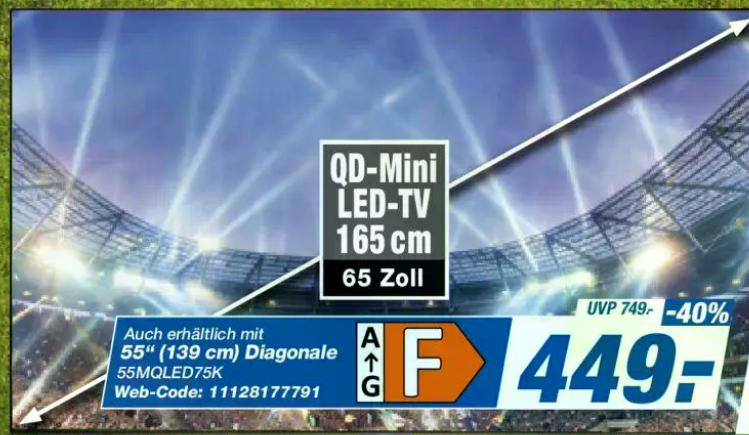 QD-Mini
LED-TV
165 cm
65 Zoll
UVP 749.- -40%
Auch erhältlich mit
55“ (139 cm) Diagonale
55MQLED75K
Web-Code: 11128177791
A
↑
G
F
449.-